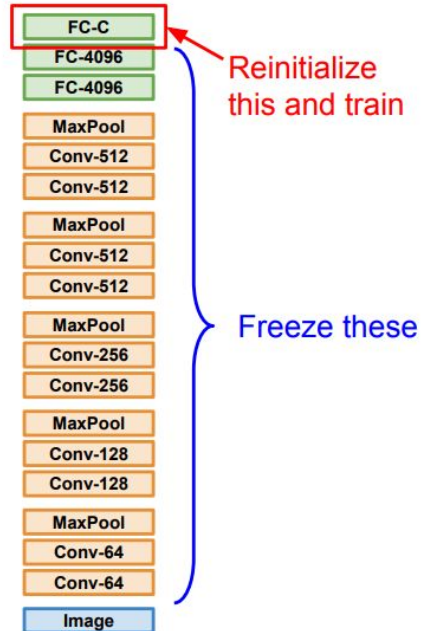 FC-C
FC-4096
FC-4096
MaxPool
Conv-512
Conv-512
MaxPool
Conv-512
Conv-512
MaxPool
Conv-256
Conv-256
MaxPool
Conv-128
Conv-128
MaxPool
Conv-64
Conv-64
Image
Reinitialize
this and train
Freeze these